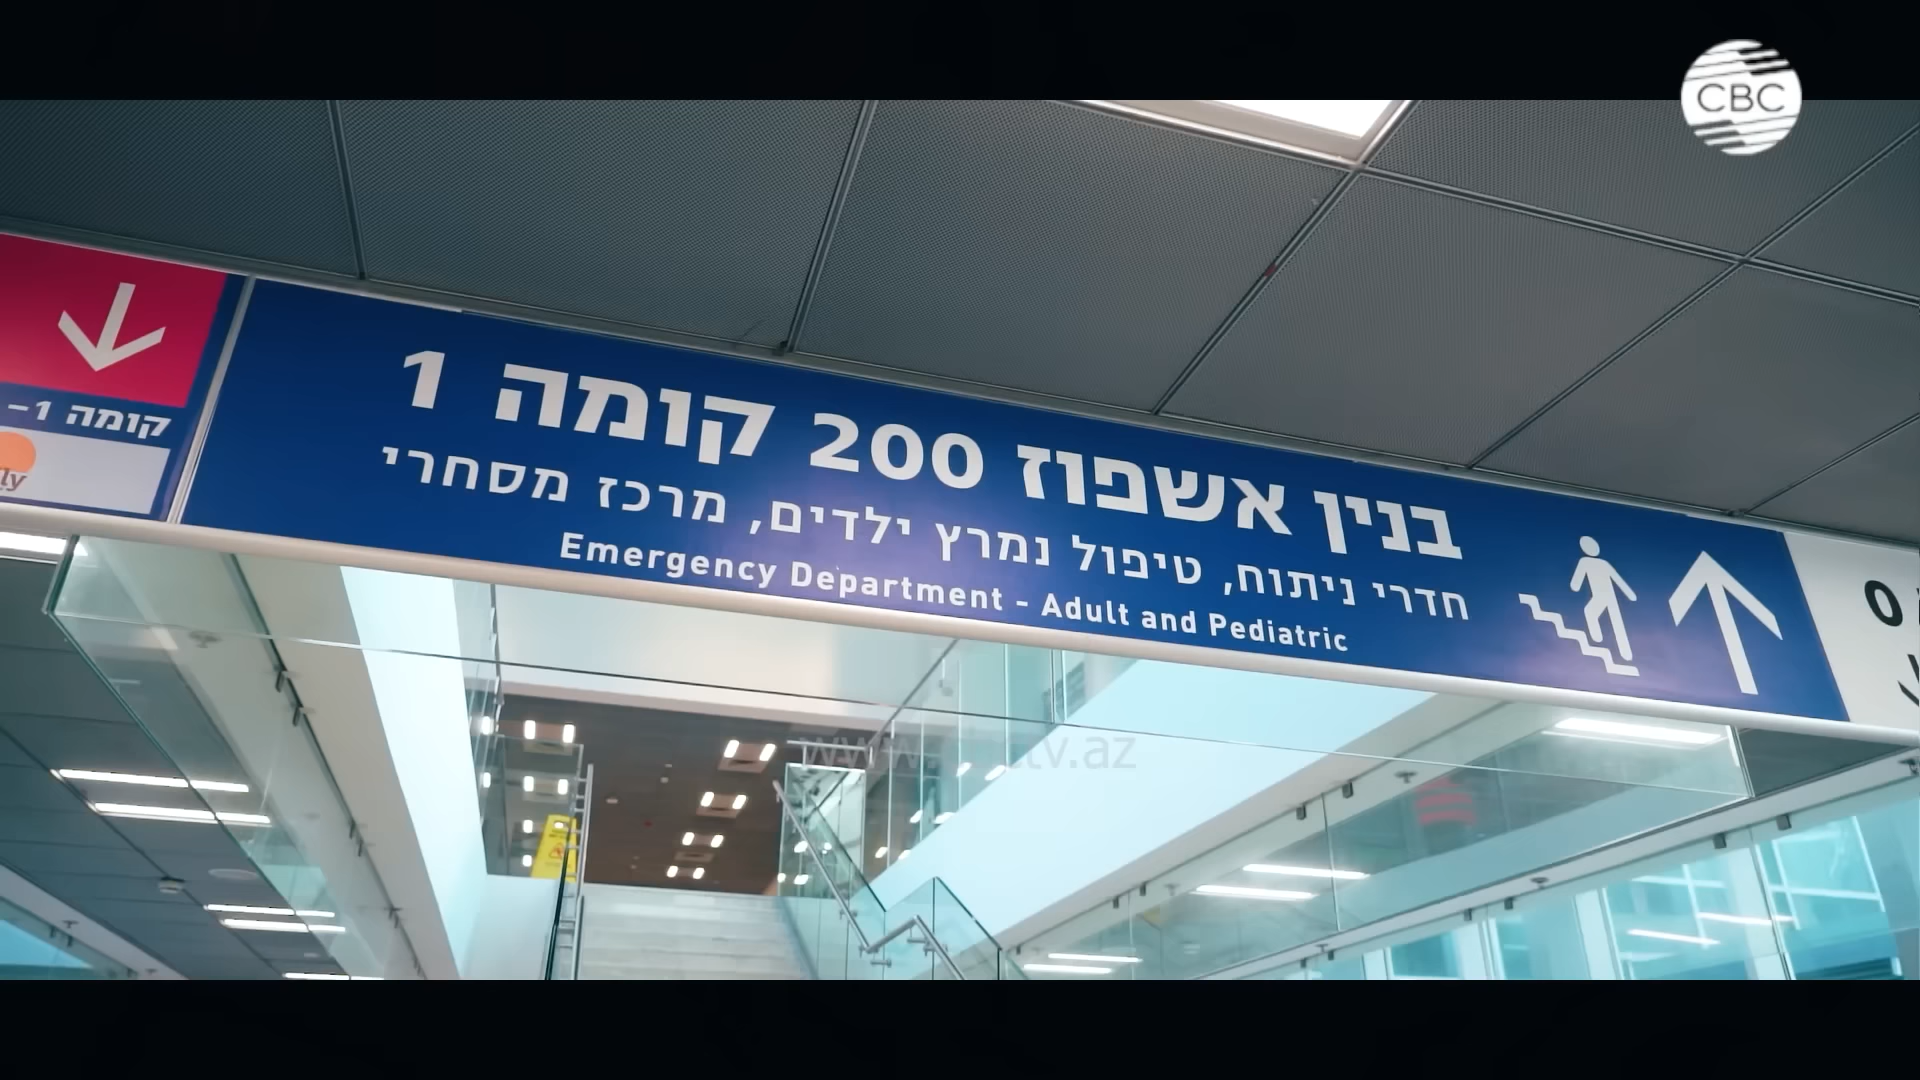 CBC
קומה 1-
ly
בנין אשפוז 200 קומה 1
חדרי ניתוח, טיפול נמרץ ילדים, מרכז מסחרי
Emergency Department - Adult and Pediatric